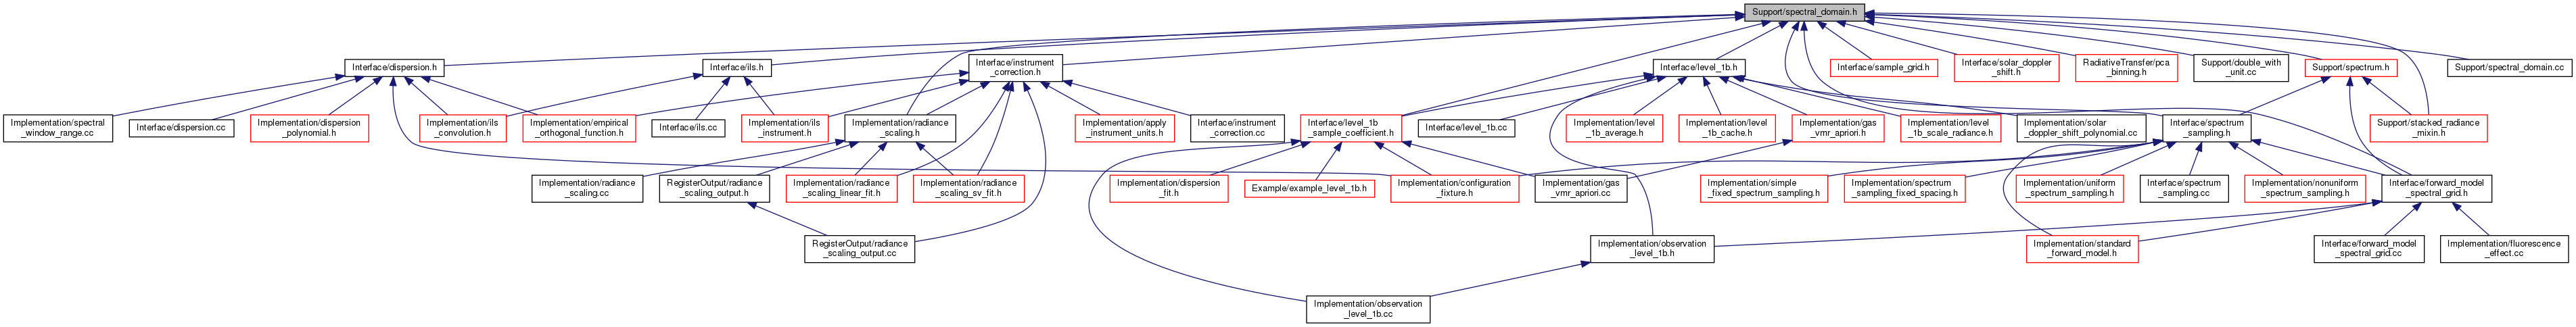 Support/spectral_domain.h
Interface/dispersion.h
Interface/ils.h
Interface/instrument
_correction.h
Interface/level_1b.h
Interface/sample_grid.h
Interface/solar_doppler
_shift.h
RadiativeTransfer/pca
_binning.h
Support/double_with
_unit.cc
Support/spectrum.h
Support/spectral_domain.cc
Implementation/spectral
_window_range.cc
Interface/dispersion.cc
Implementation/dispersion
_polynomial.h
Implementation/ils
_convolution.h
Implementation/empirical
_orthogonal_function.h
Interface/ils.cc
Implementation/ils
_instrument.h
Implementation/radiance
_scaling.h
Implementation/apply
_instrument_units.h
Interface/instrument
_correction.cc
Interface/level_1b
_sample_coefficient.h
Interface/level_1b.cc
Implementation/level
_1b_average.h
Implementation/level
_1b_cache.h
Implementation/gas
_vmr_apriori.h
Implementation/level
_1b_scale_radiance.h
Implementation/solar
_doppler_shift_polynomial.cc
Interface/spectrum
_sampling.h
Support/stacked_radiance
_mixin.h
Implementation/radiance
_scaling.cc
RegisterOutput/radiance
_scaling_output.h
Implementation/radiance
_scaling_linear_fit.h
Implementation/radiance
_scaling_sv_fit.h
Implementation/dispersion
_fit.h
Example/example_level_1b.h
Implementation/configuration
_fixture.h
Implementation/gas
_vmr_apriori.cc
Implementation/simple
_fixed_spectrum_sampling.h
Implementation/spectrum
_sampling_fixed_spacing.h
Implementation/uniform
_spectrum_sampling.h
Interface/spectrum
_sampling.cc
Implementation/nonuniform
_spectrum_sampling.h
Interface/forward_model
_spectral_grid.h
RegisterOutput/radiance
_scaling_output.cc
Implementation/observation
_level_1b.h
Implementation/standard
_forward_model.h
Interface/forward_model
_spectral_grid.cc
Implementation/fluorescence
_effect.cc
Implementation/observation
_level_1b.cc